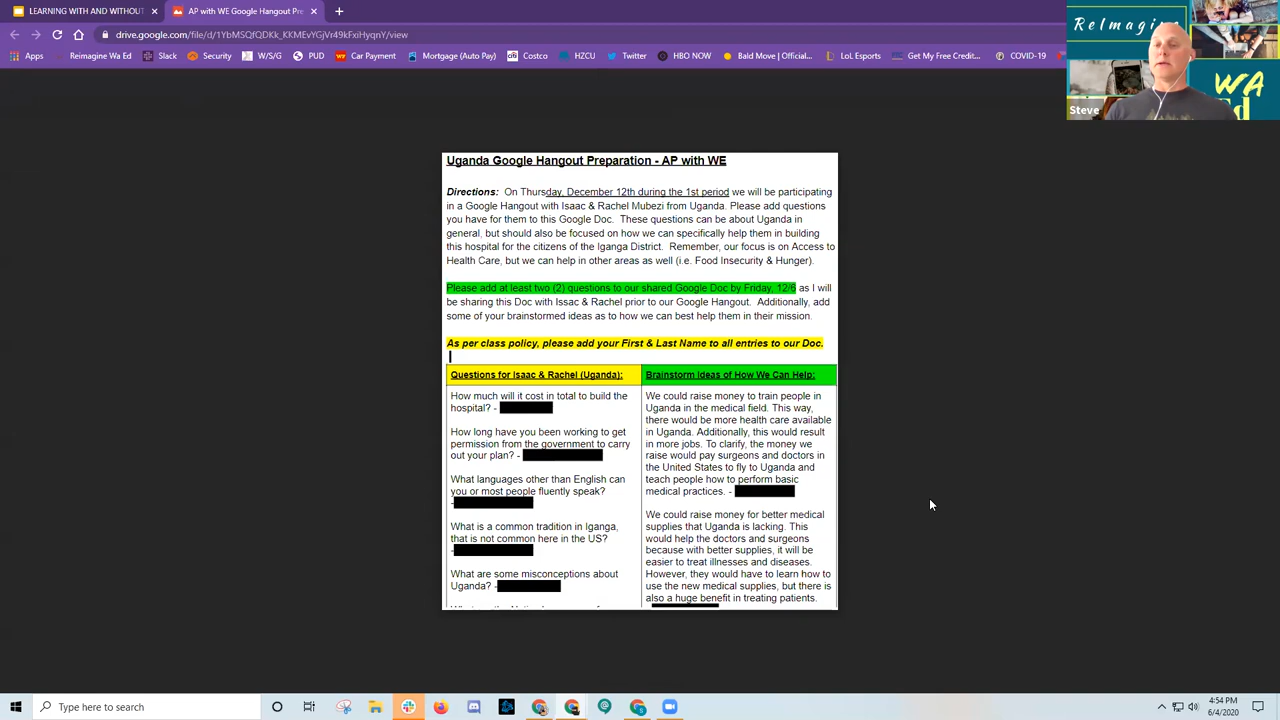 LEARNING WITH AND WITHOUT
AP with WE Google Hangout Pre
drive.google.com/file/d/1YbMSQfQDKk_KKMEvYGjVr49kFxiHyqnY/view
Apps Reimagine Wa Ed Slack Security W/S/G PUD Car Payment Mortgage (Auto Pay) Costco HZCU Twitter HBO NOW Bald Move | Official... LoL Esports Get My Free Credit... COVID-19
ReImagine
WA
Ed
Steve
Uganda Google Hangout Preparation - AP with WE
Directions: On Thursday, December 12th during the 1st period we will be participating
in a Google Hangout with Isaac & Rachel Mubezi from Uganda. Please add questions
you have for them to this Google Doc. These questions can be about Uganda in
general, but should also be focused on how we can specifically help them in building
this hospital for the citizens of the Iganga District. Remember, our focus is on Access to
Health Care, but we can help in other areas as well (i.e. Food Insecurity & Hunger).
Please add at least two (2) questions to our shared Google Doc by Friday, 12/6 as I will
be sharing this Doc with Issac & Rachel prior to our Google Hangout. Additionally, add
some of your brainstormed ideas as to how we can best help them in their mission.
As per class policy, please add your First & Last Name to all entries to our Doc.
Questions for Isaac & Rachel (Uganda):
How much will it cost in total to build the
hospital? -
How long have you been working to get
permission from the government to carry
out your plan? -
What languages other than English can
you or most people fluently speak?
-
What is a common tradition in Iganga,
that is not common here in the US?
-
What are some misconceptions about
Uganda? -
Brainstorm Ideas of How We Can Help:
We could raise money to train people in
Uganda in the medical field. This way,
there would be more health care available
in Uganda. Additionally, this would result
in more jobs. To clarify, the money we
raise would pay surgeons and doctors in
the United States to fly to Uganda and
teach people how to perform basic
medical practices. -
We could raise money for better medical
supplies that Uganda is lacking. This
would help the doctors and surgeons
because with better supplies, it will be
easier to treat illnesses and diseases.
However, they would have to learn how to
use the new medical supplies, but there is
also a huge benefit in treating patients.
Type here to search
4:54 PM
6/4/2020